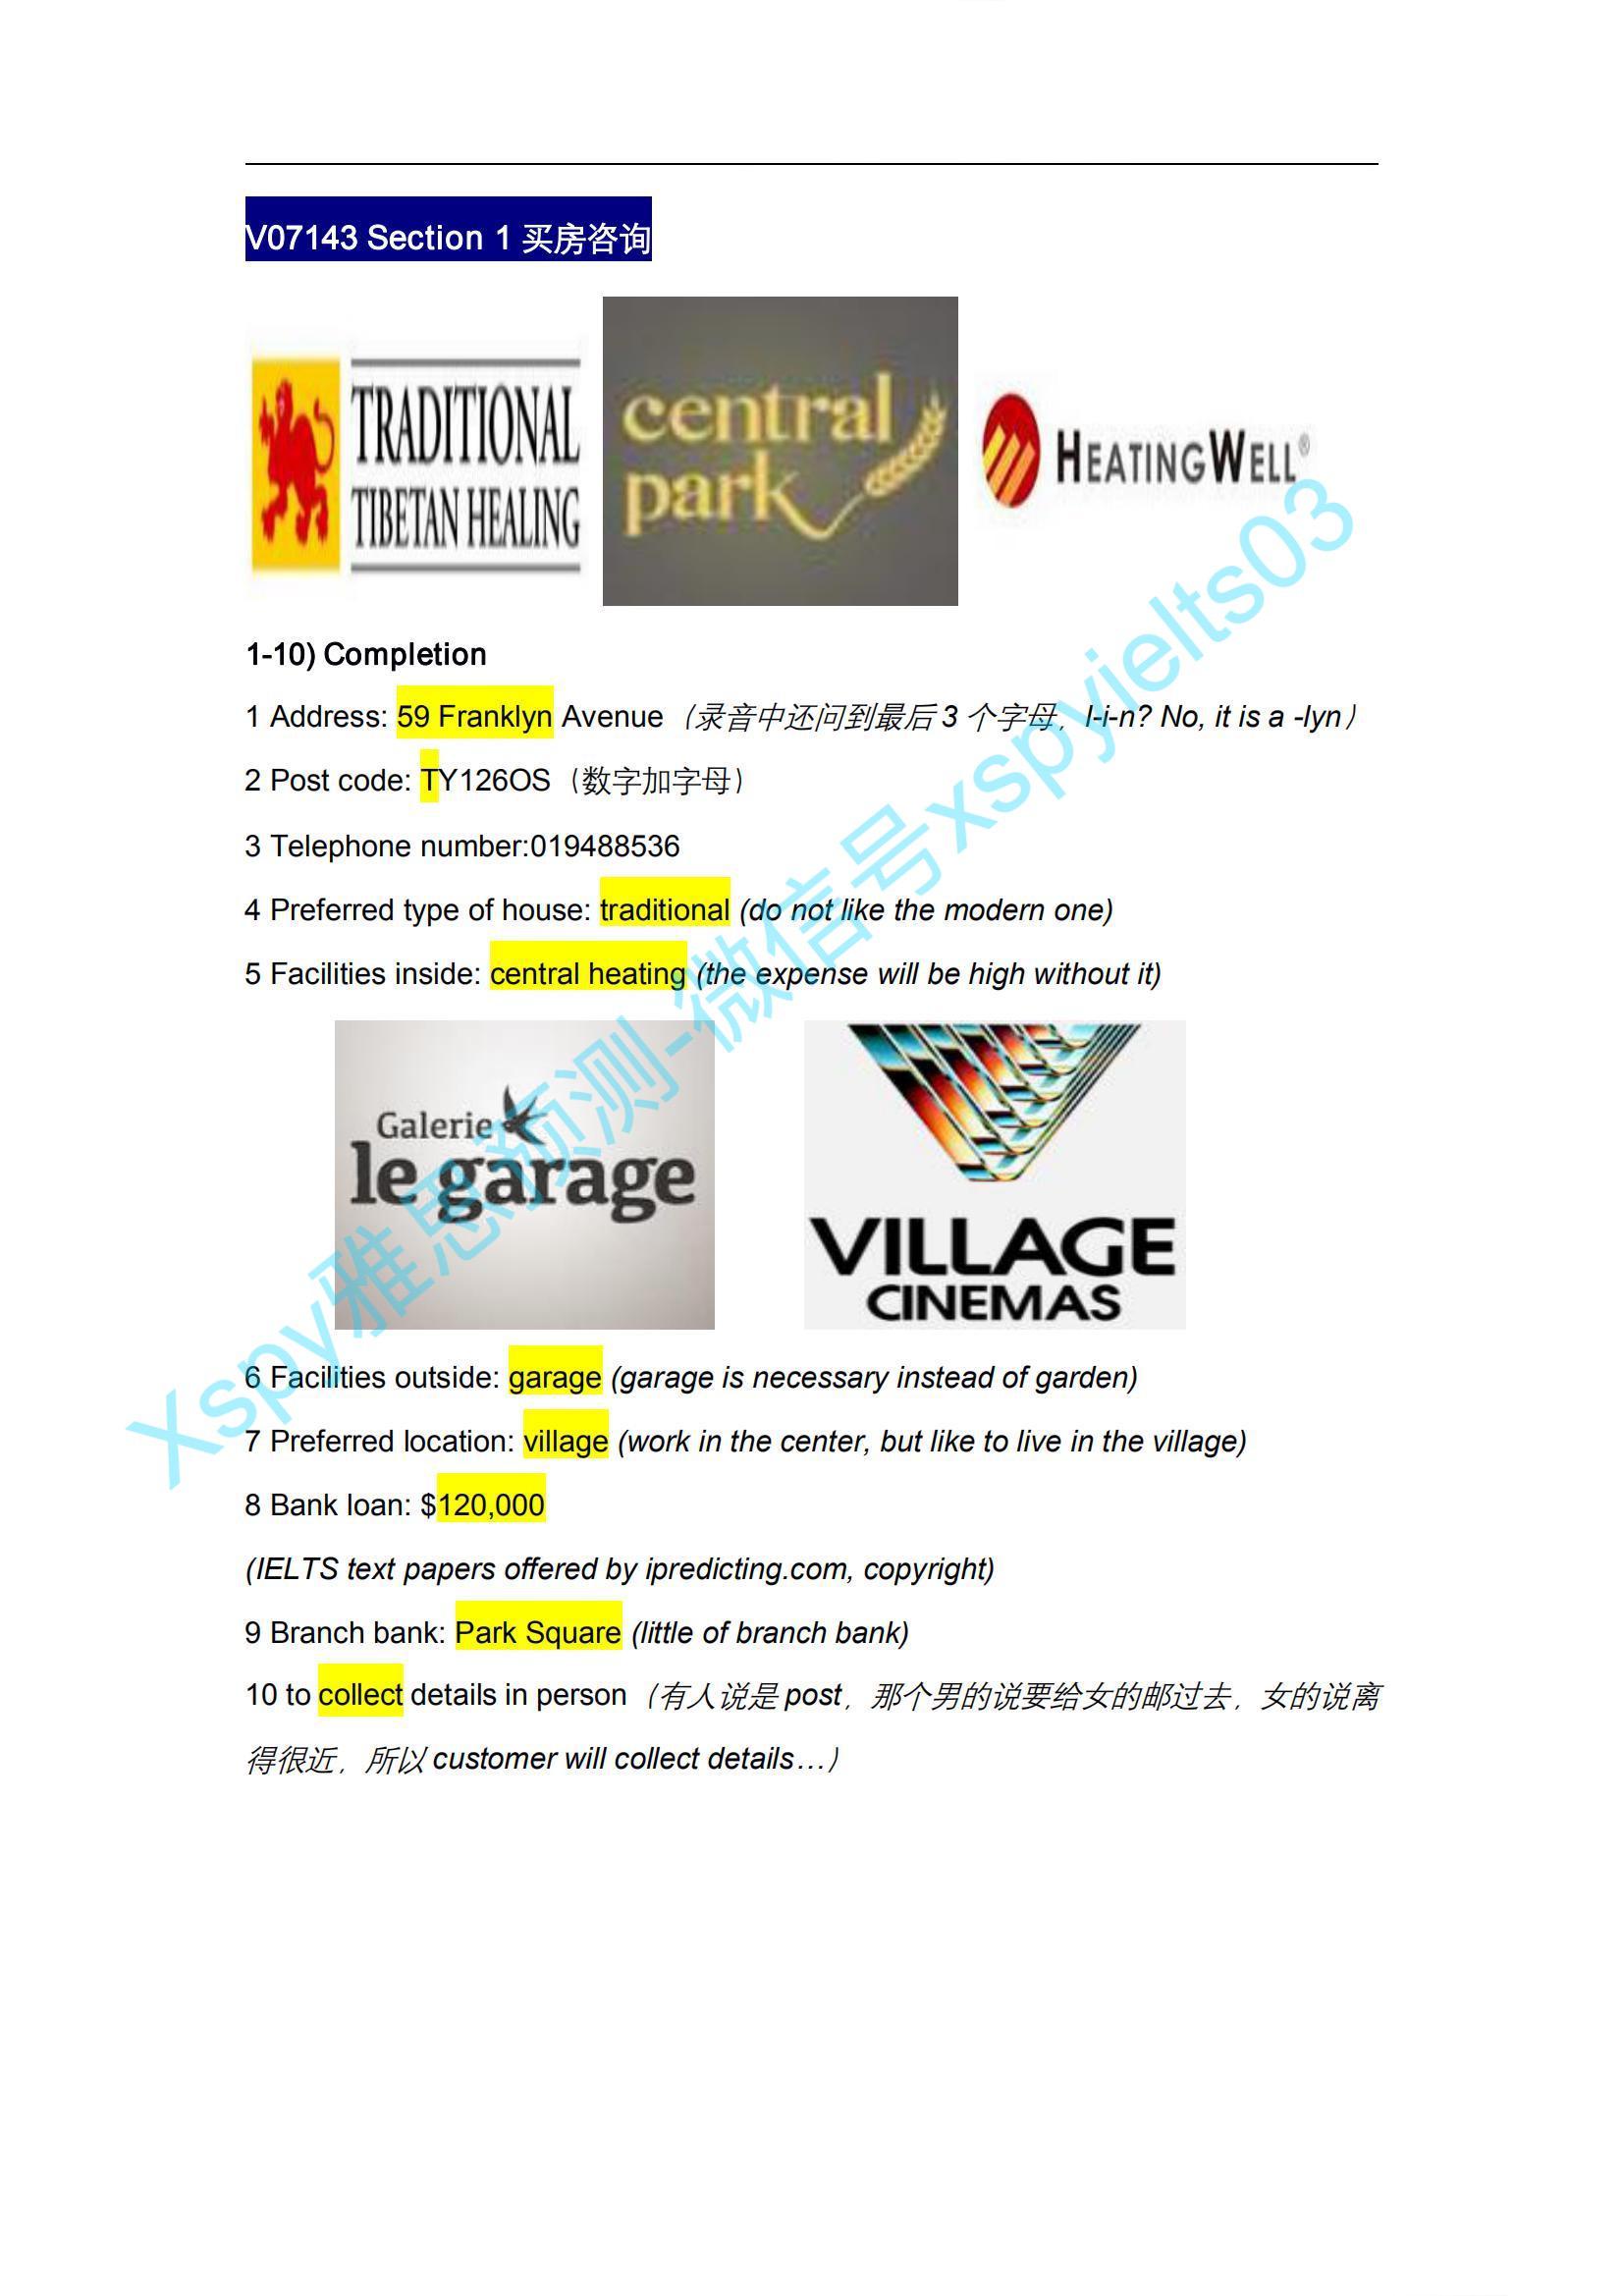 V07143 Section 1 买房咨询
TRADITIONAL
TIBETAN HEALING
central
park
HEATINGWELL®
1-10) Completion
1 Address: 59 Franklyn Avenue（录音中还问到最后 3 个字母，l-i-n? No, it is a -lyn）
2 Post code: TY126OS（数字加字母）
3 Telephone number:019488536
4 Preferred type of house: traditional (do not like the modern one)
5 Facilities inside: central heating (the expense will be high without it)
Galerie
le garage
VILLAGE
CINEMAS
6 Facilities outside: garage (garage is necessary instead of garden)
7 Preferred location: village (work in the center, but like to live in the village)
8 Bank loan: $120,000
(IELTS text papers offered by ipredicting.com, copyright)
9 Branch bank: Park Square (little of branch bank)
10 to collect details in person（有人说是 post，那个男的说要给女的邮过去，女的说离
得很近，所以 customer will collect details…）
Xspy雅思预测-微信号xspyielts03